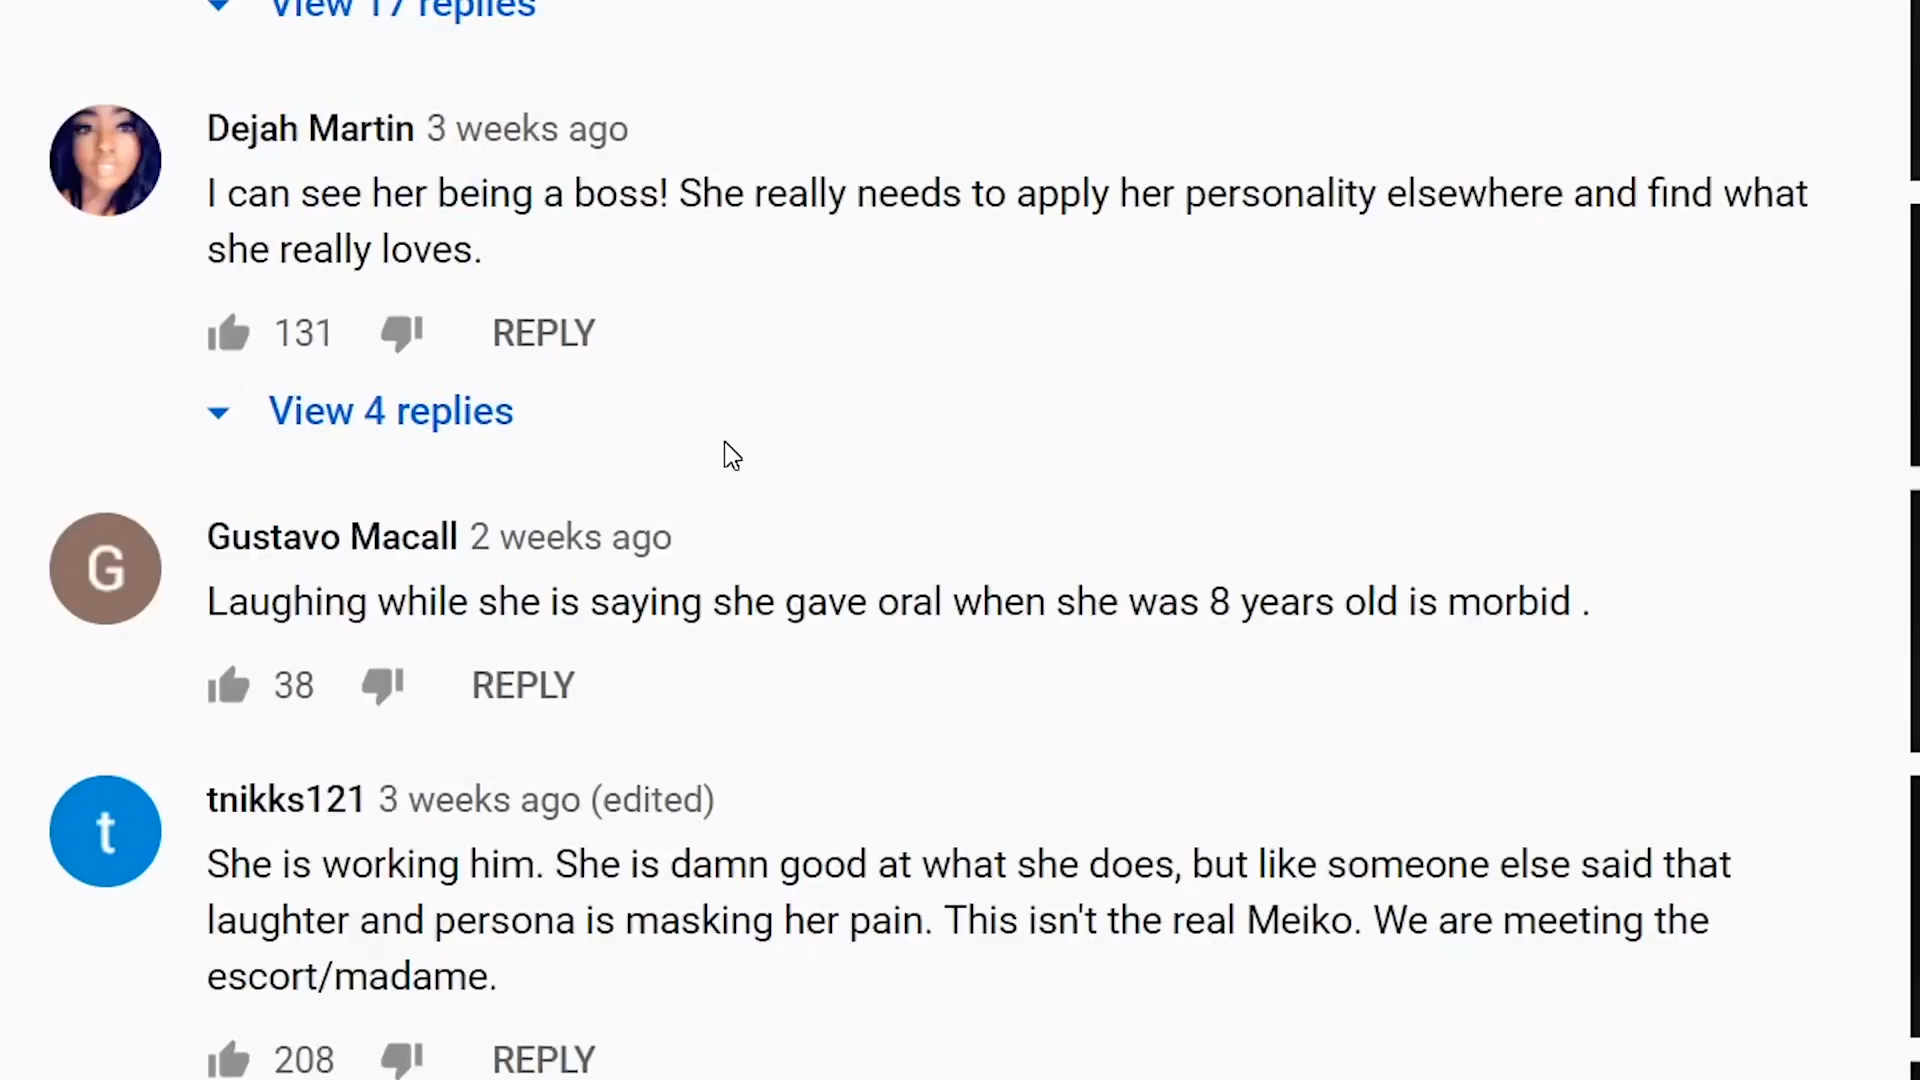 View 17 replies
Dejah Martin 3 weeks ago
I can see her being a boss! She really needs to apply her personality elsewhere and find what
she really loves.
131 REPLY
View 4 replies
G
Gustavo Macall 2 weeks ago
Laughing while she is saying she gave oral when she was 8 years old is morbid .
38 REPLY
t
tnikks121 3 weeks ago (edited)
She is working him. She is damn good at what she does, but like someone else said that
laughter and persona is masking her pain. This isn't the real Meiko. We are meeting the
escort/madame.
208 REPLY